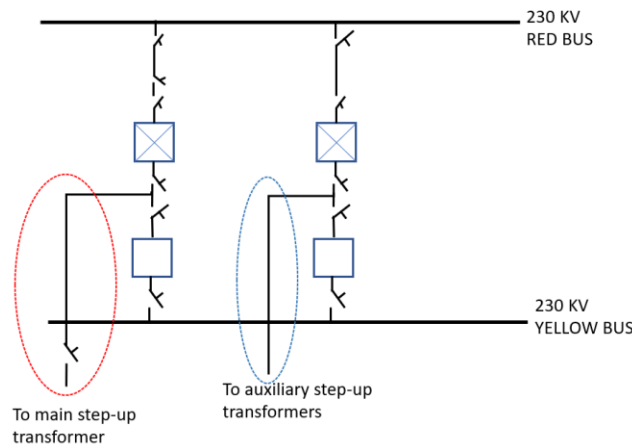 230 KV
RED BUS
230 KV
YELLOW BUS
To main step-up
transformer
To auxiliary step-up
transformers